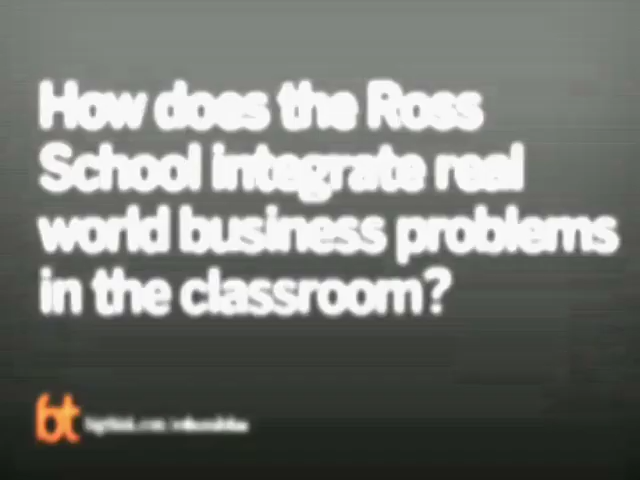 How does the Ross
School integrate real
world business problems
in the classroom?
bt